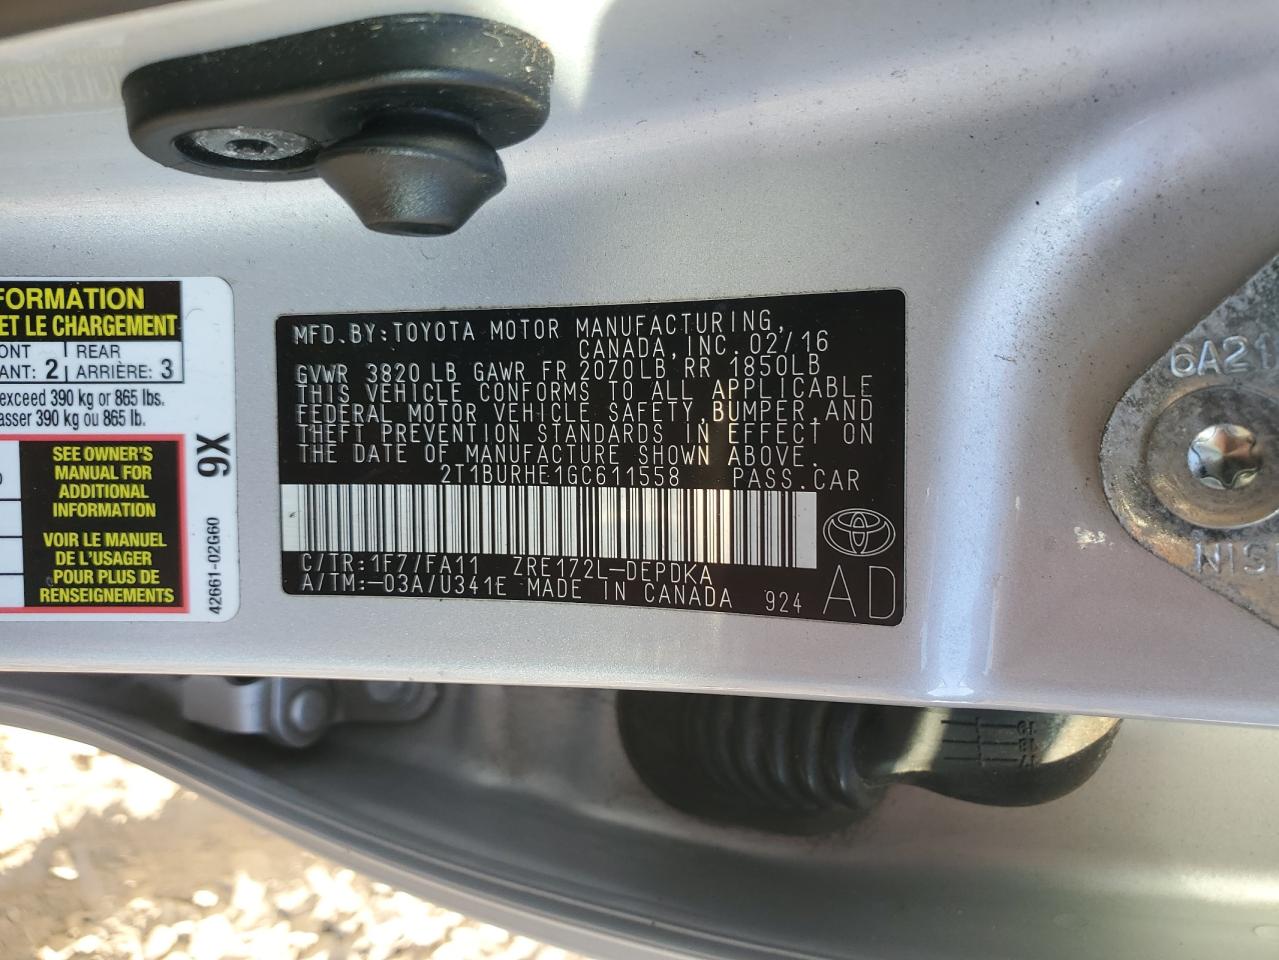 FORMATION
ET LE CHARGEMENT
ONT REAR
ANT: 2 ARRIÈRE: 3
exceed 390 kg or 865 lbs.
asser 390 kg ou 865 lb.
SEE OWNER'S
MANUAL FOR
ADDITIONAL
INFORMATION
VOIR LE MANUEL
DE L'USAGER
POUR PLUS DE
RENSEIGNEMENTS
9X
42661-02G60
MFD.BY:TOYOTA MOTOR MANUFACTURING,
CANADA,INC.02/16
GVWR 3820 LB GAWR FR 2070LB RR 1850LB
THIS VEHICLE CONFORMS TO ALL APPLICABLE
FEDERAL MOTOR VEHICLE SAFETY,BUMPER,AND
THEFT PREVENTION STANDARDS IN EFFECT ON
THE DATE OF MANUFACTURE SHOWN ABOVE.
2T1BURHE1GC611558 PASS.CAR
C/TR:1F7/FA11 ZRE172L-DEPDKA
A/TM:-03A/U341E MADE IN CANADA 924
AD
6A21
NISI
19
18
17